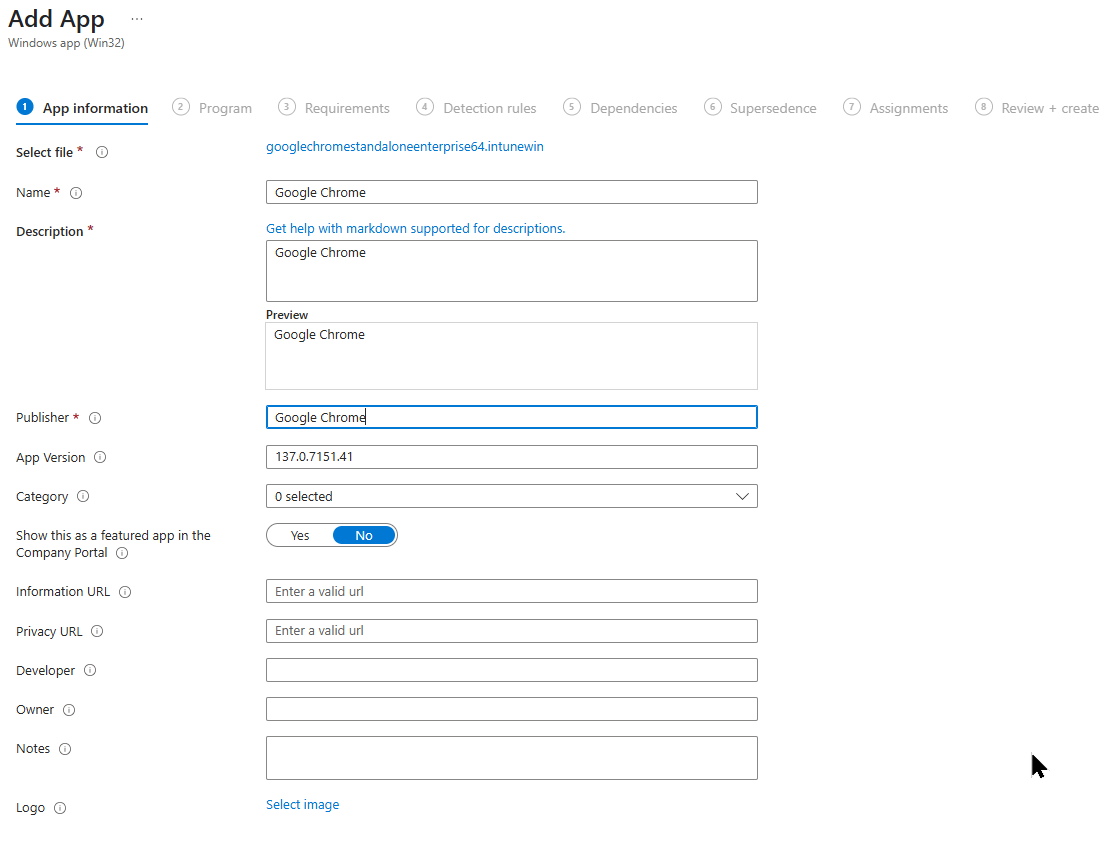 Add App ...
Windows app (Win32)
1 App information 2 Program 3 Requirements 4 Detection rules 5 Dependencies 6 Supersedence 7 Assignments 8 Review + create
Select file * googlechromestandaloneenterprise64.intunewin
Name * Google Chrome
Description * Get help with markdown supported for descriptions.
Google Chrome
Preview
Google Chrome
Publisher * Google Chrome
App Version 137.0.7151.41
Category 0 selected
Show this as a featured app in the Yes No
Company Portal
Information URL Enter a valid url
Privacy URL Enter a valid url
Developer
Owner
Notes
Logo Select image